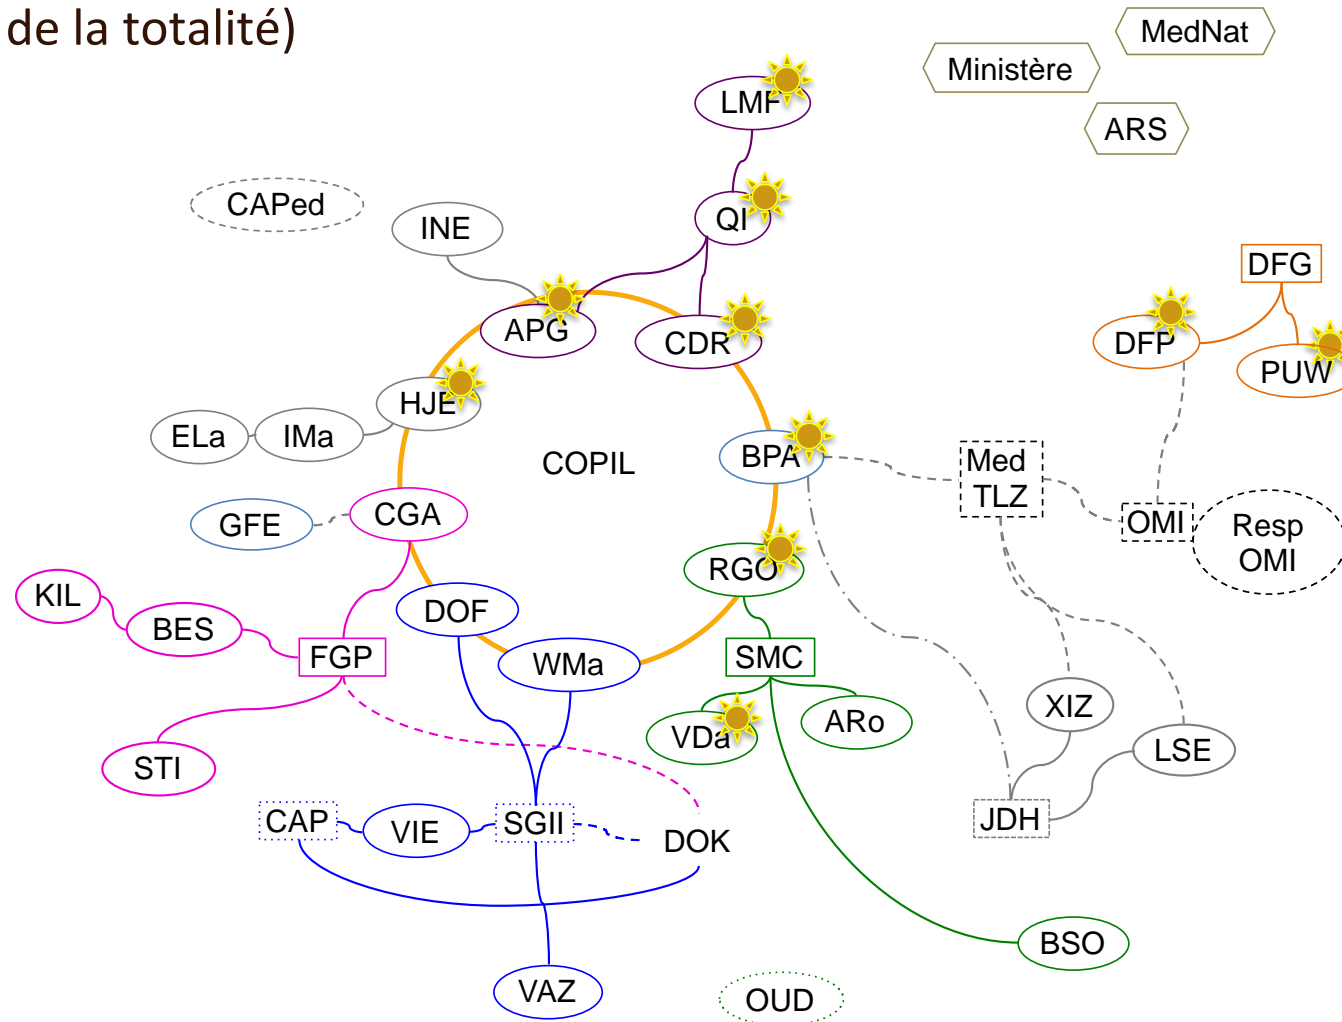 de la totalité)
MedNat
Ministère
LMF
ARS
CAPed
QI
INE
DFG
APG
CDR
DFP
PUW
HJE
ELa
IMa
COPIL
BPA
Med
TLZ
GFE
CGA
OMI
Resp
OMI
RGO
KIL
BES
DOF
FGP
WMa
SMC
XIZ
VDa
ARo
LSE
STI
CAP
VIE
SGII
DOK
JDH
BSO
VAZ
OUD